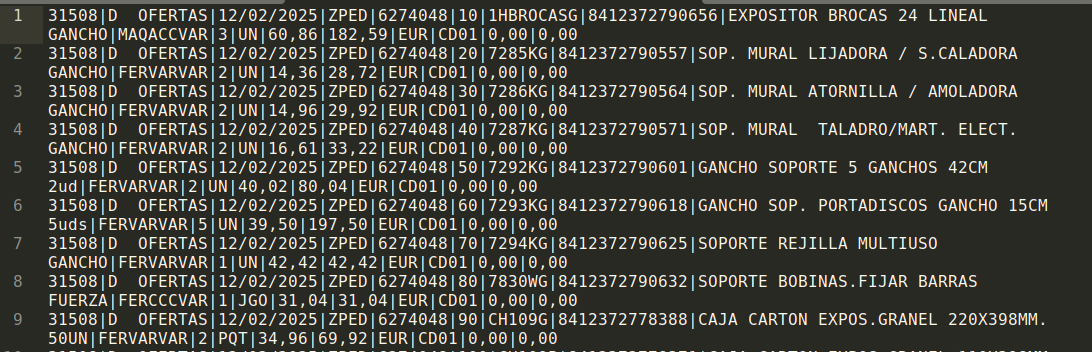 1 31508|D  OFERTAS|12/02/2025|ZPED|6274048|10|1HBROCASG|8412372790656|EXPOSITOR BROCAS 24 LINEAL
GANCHO|MAQACCVAR|3|UN|60,86|182,59|EUR|CD01|0,00|0,00
2 31508|D  OFERTAS|12/02/2025|ZPED|6274048|20|7285KG|8412372790557|SOP. MURAL LIJADORA / S.CALADORA
GANCHO|FERVARVAR|2|UN|14,36|28,72|EUR|CD01|0,00|0,00
3 31508|D  OFERTAS|12/02/2025|ZPED|6274048|30|7286KG|8412372790564|SOP. MURAL ATORNILLA / AMOLADORA
GANCHO|FERVARVAR|2|UN|14,96|29,92|EUR|CD01|0,00|0,00
4 31508|D  OFERTAS|12/02/2025|ZPED|6274048|40|7287KG|8412372790571|SOP. MURAL  TALADRO/MART. ELECT.
GANCHO|FERVARVAR|2|UN|16,61|33,22|EUR|CD01|0,00|0,00
5 31508|D  OFERTAS|12/02/2025|ZPED|6274048|50|7292KG|8412372790601|GANCHO SOPORTE 5 GANCHOS 42CM
2ud|FERVARVAR|2|UN|40,02|80,04|EUR|CD01|0,00|0,00
6 31508|D  OFERTAS|12/02/2025|ZPED|6274048|60|7293KG|8412372790618|GANCHO SOP. PORTADISCOS GANCHO 15CM
5uds|FERVARVAR|5|UN|39,50|197,50|EUR|CD01|0,00|0,00
7 31508|D  OFERTAS|12/02/2025|ZPED|6274048|70|7294KG|8412372790625|SOPORTE REJILLA MULTIUSO
GANCHO|FERVARVAR|1|UN|42,42|42,42|EUR|CD01|0,00|0,00
8 31508|D  OFERTAS|12/02/2025|ZPED|6274048|80|7830WG|8412372790632|SOPORTE BOBINAS.FIJAR BARRAS
FUERZA|FERCCCVAR|1|JGO|31,04|31,04|EUR|CD01|0,00|0,00
9 31508|D  OFERTAS|12/02/2025|ZPED|6274048|90|CH109G|8412372778388|CAJA CARTON EXPOS.GRANEL 220X398MM.
50UN|FERVARVAR|2|PQT|34,96|69,92|EUR|CD01|0,00|0,00